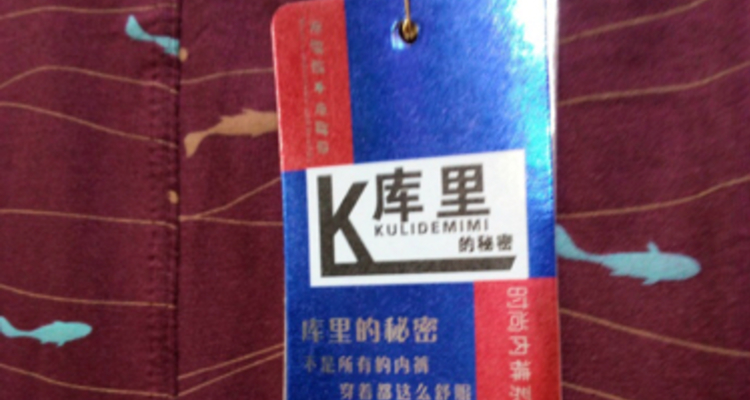 库里
KULIDEMIMI
的秘密
库里的秘密
不是所有的内裤
穿着都这么舒服
时尚内裤